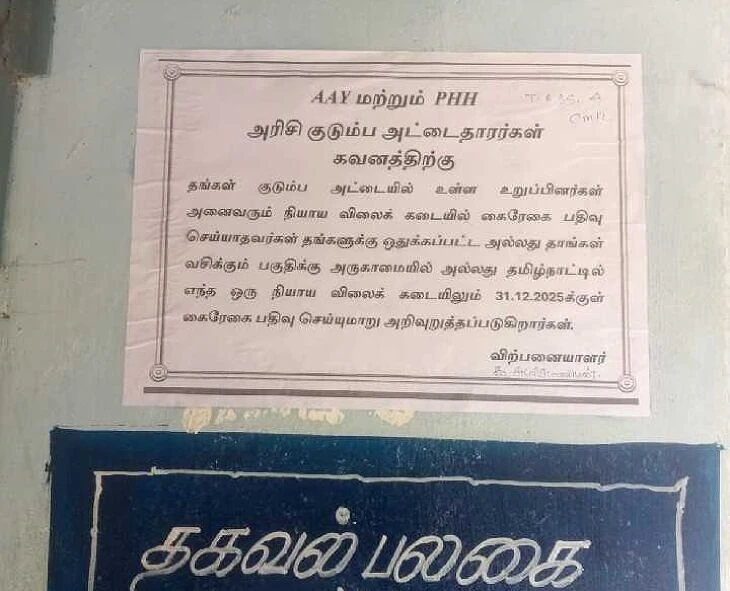 AAY மற்றும் PHH
அரிசி குடும்ப அட்டைதாரர்கள்
கவனத்திற்கு
தங்கள் குடும்ப அட்டையில் உள்ள உறுப்பினர்கள்
அனைவரும் நியாய விலைக் கடையில் கைரேகை பதிவு
செய்யாதவர்கள் தங்களுக்கு ஒதுக்கப்பட்ட அல்லது தாங்கள்
வசிக்கும் பகுதிக்கு அருகாமையில் அல்லது தமிழ்நாட்டில்
எந்த ஒரு நியாய விலைக் கடையிலும் 31.12.2025க்குள்
கைரேகை பதிவு செய்யுமாறு அறிவுறுத்தப்படுகிறார்கள்.
விற்பனையாளர்
தகவல் பலகை